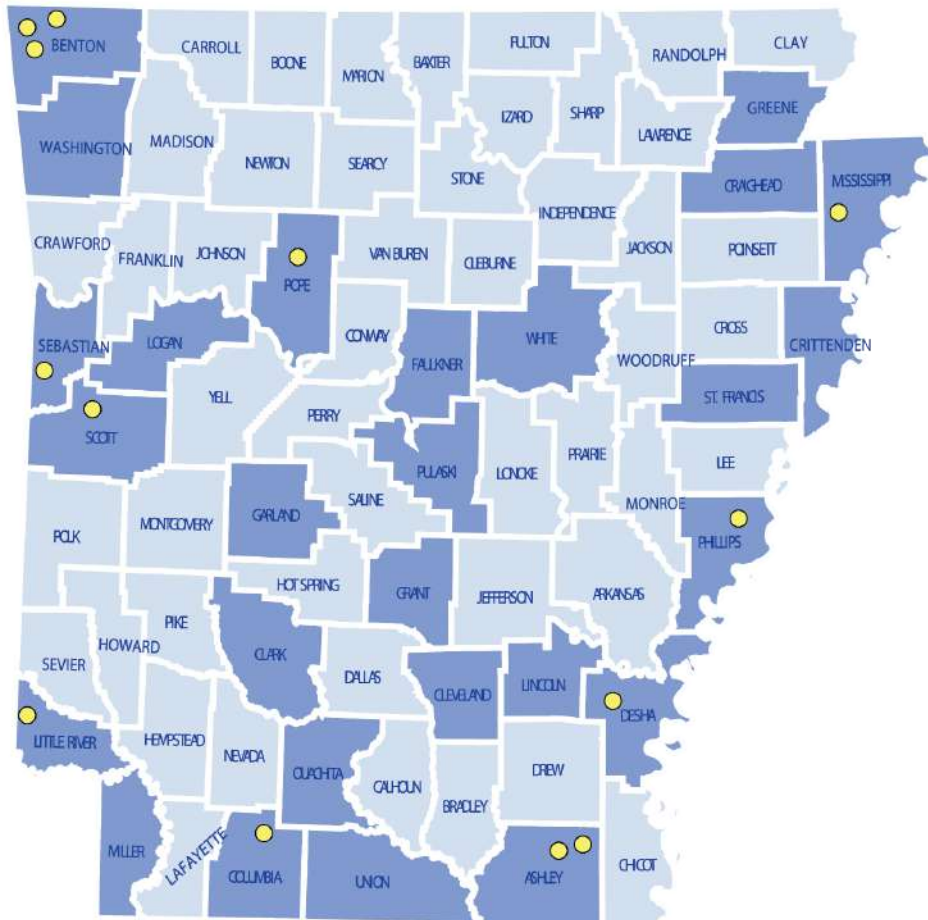 BENTON
CARROLL
BOONE
MARION
BAXTER
FULTON
RANDOLPH
CLAY
IZARD
SHARP
LAWRENCE
GREENE
WASHINGTON
MADISON
NEWTON
SEARCY
STONE
CRAIGHEAD
MISSISSIPPI
INDEPENDENCE
CRAWFORD
FRANKLIN
JOHNSON
POPE
VAN BUREN
CLEBURNE
JACKSON
POINSETT
SEBASTIAN
LOGAN
CONWAY
FAULKNER
WHITE
WOODRUFF
CROSS
CRITTENDEN
SCOTT
YELL
PERRY
ST. FRANCIS
PULASKI
LONOKE
PRAIRIE
LEE
MONROE
POLK
MONTGOMERY
GARLAND
SALINE
PHILLIPS
HOT SPRING
GRANT
JEFFERSON
ARKANSAS
SEVIER
HOWARD
PIKE
CLARK
DALLAS
CLEVELAND
LINCOLN
DESHA
LITTLE RIVER
HEMPSTEAD
NEVADA
OUACHITA
CALHOUN
BRADLEY
DREW
MILLER
LAFAYETTE
COLUMBIA
UNION
ASHLEY
CHICOT